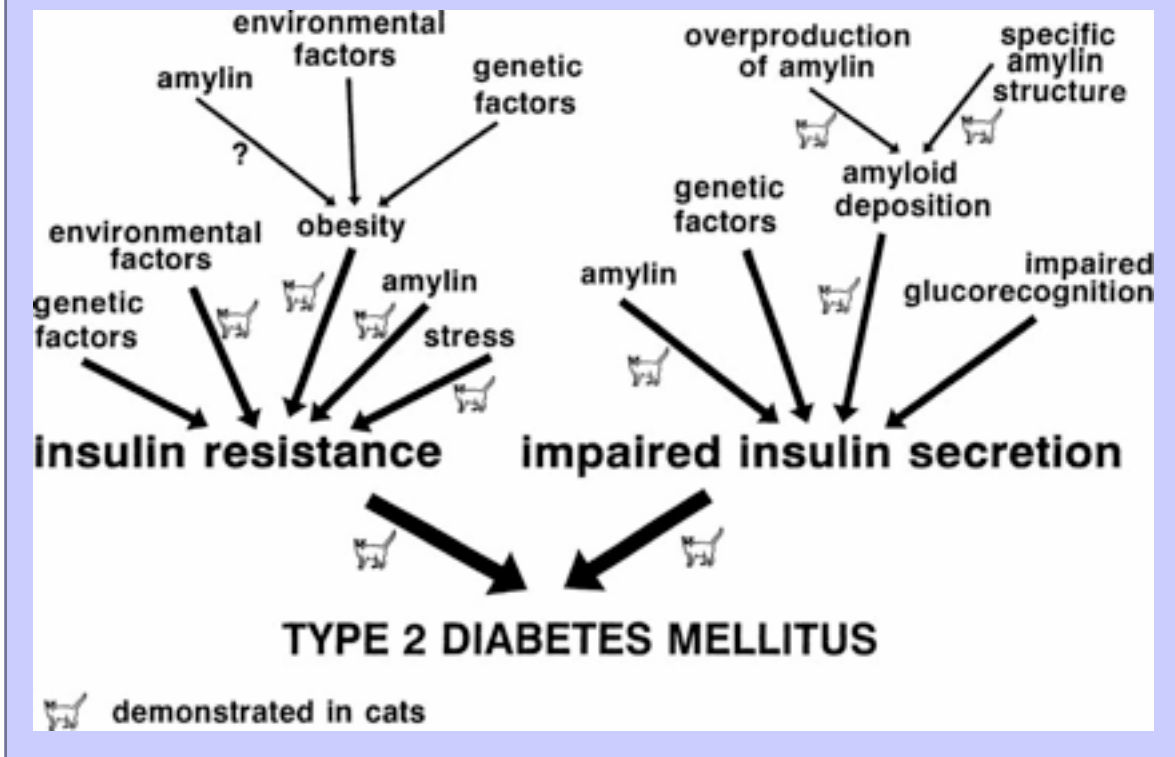 environmental
factors
amylin
genetic
factors
?
obesity
environmental
factors
genetic
factors
amylin
stress
insulin resistance
overproduction
of amylin
specific
amylin
structure
amyloid
deposition
genetic
factors
amylin
impaired
glucorecognition
impaired insulin secretion
TYPE 2 DIABETES MELLITUS
demonstrated in cats